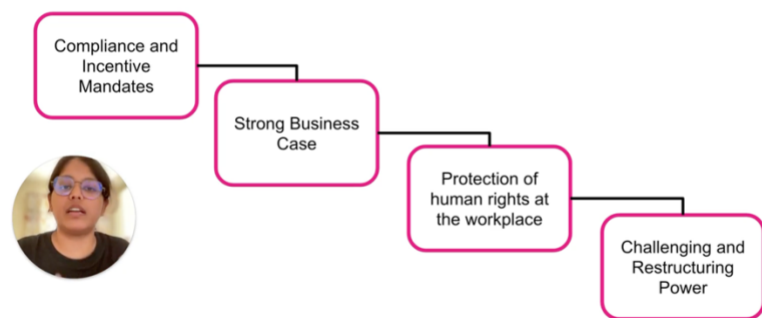 Compliance and
Incentive
Mandates
Strong Business
Case
Protection of
human rights at
the workplace
Challenging and
Restructuring
Power